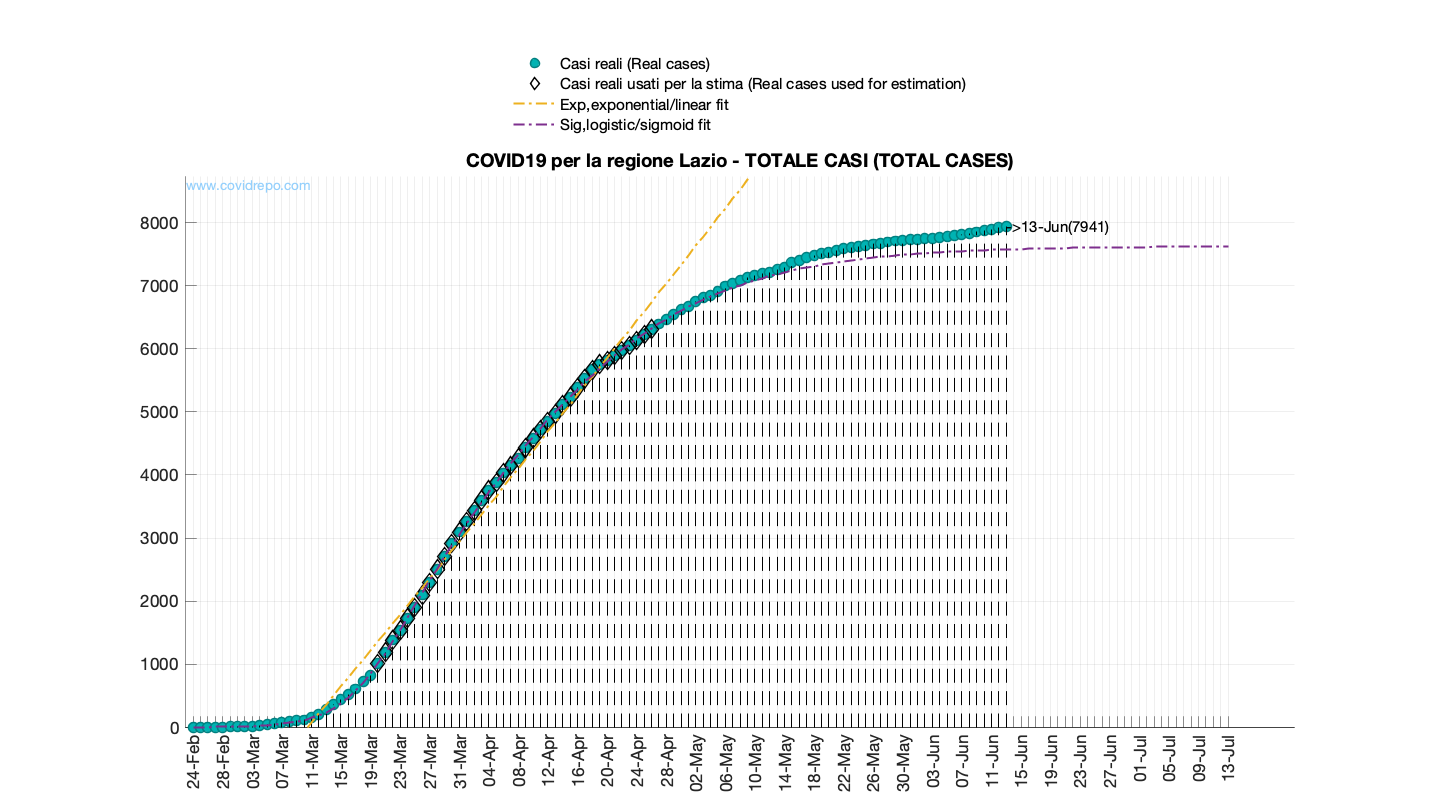 Casi reali (Real cases)
Casi reali usati per la stima (Real cases used for estimation)
Exp,exponential/linear fit
Sig,logistic/sigmoid fit
COVID19 per la regione Lazio - TOTALE CASI (TOTAL CASES)
www.covidrepo.com
8000
>13-Jun(7941)
7000
6000
5000
4000
3000
2000
1000
0
24-Feb
28-Feb
03-Mar
07-Mar
11-Mar
15-Mar
19-Mar
23-Mar
27-Mar
31-Mar
04-Apr
08-Apr
12-Apr
16-Apr
20-Apr
24-Apr
28-Apr
02-May
06-May
10-May
14-May
18-May
22-May
26-May
30-May
03-Jun
07-Jun
11-Jun
15-Jun
19-Jun
23-Jun
27-Jun
01-Jul
05-Jul
09-Jul
13-Jul